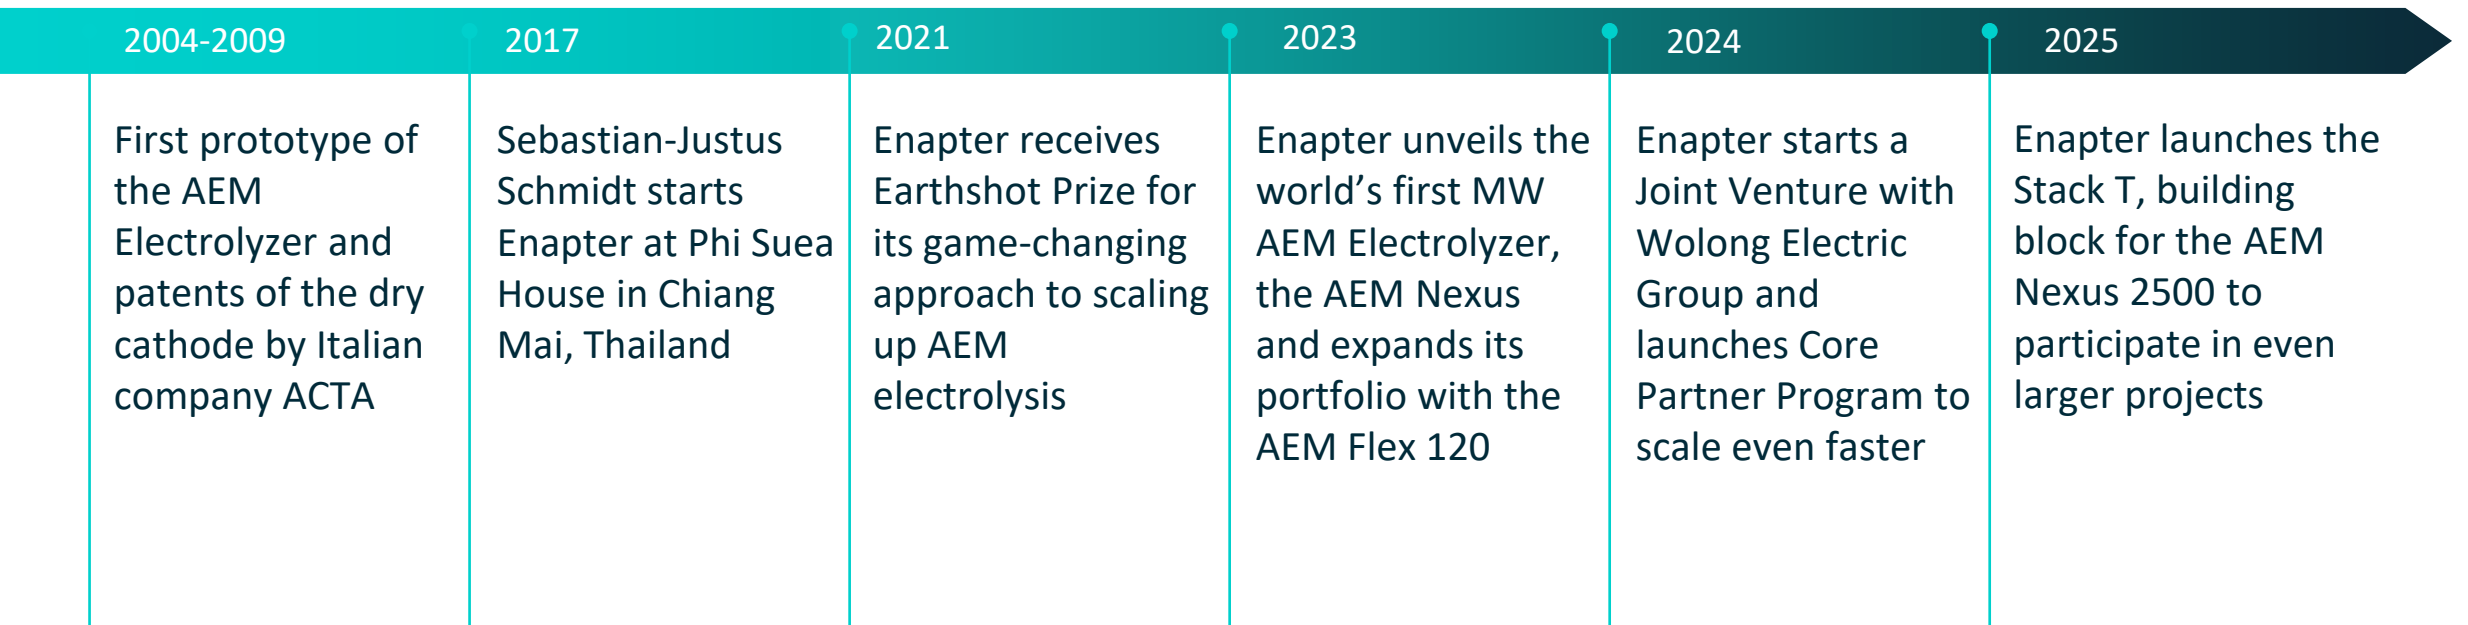 2004-2009
First prototype of
the AEM
Electrolyzer and
patents of the dry
cathode by Italian
company ACTA
2017
Sebastian-Justus
Schmidt starts
Enapter at Phi Suea
House in Chiang
Mai, Thailand
2021
Enapter receives
Earthshot Prize for
its game-changing
approach to scaling
up AEM
electrolysis
2023
Enapter unveils the
world’s first MW
AEM Electrolyzer,
the AEM Nexus
and expands its
portfolio with the
AEM Flex 120
2024
Enapter starts a
Joint Venture with
Wolong Electric
Group and
launches Core
Partner Program to
scale even faster
2025
Enapter launches the
Stack T, building
block for the AEM
Nexus 2500 to
participate in even
larger projects